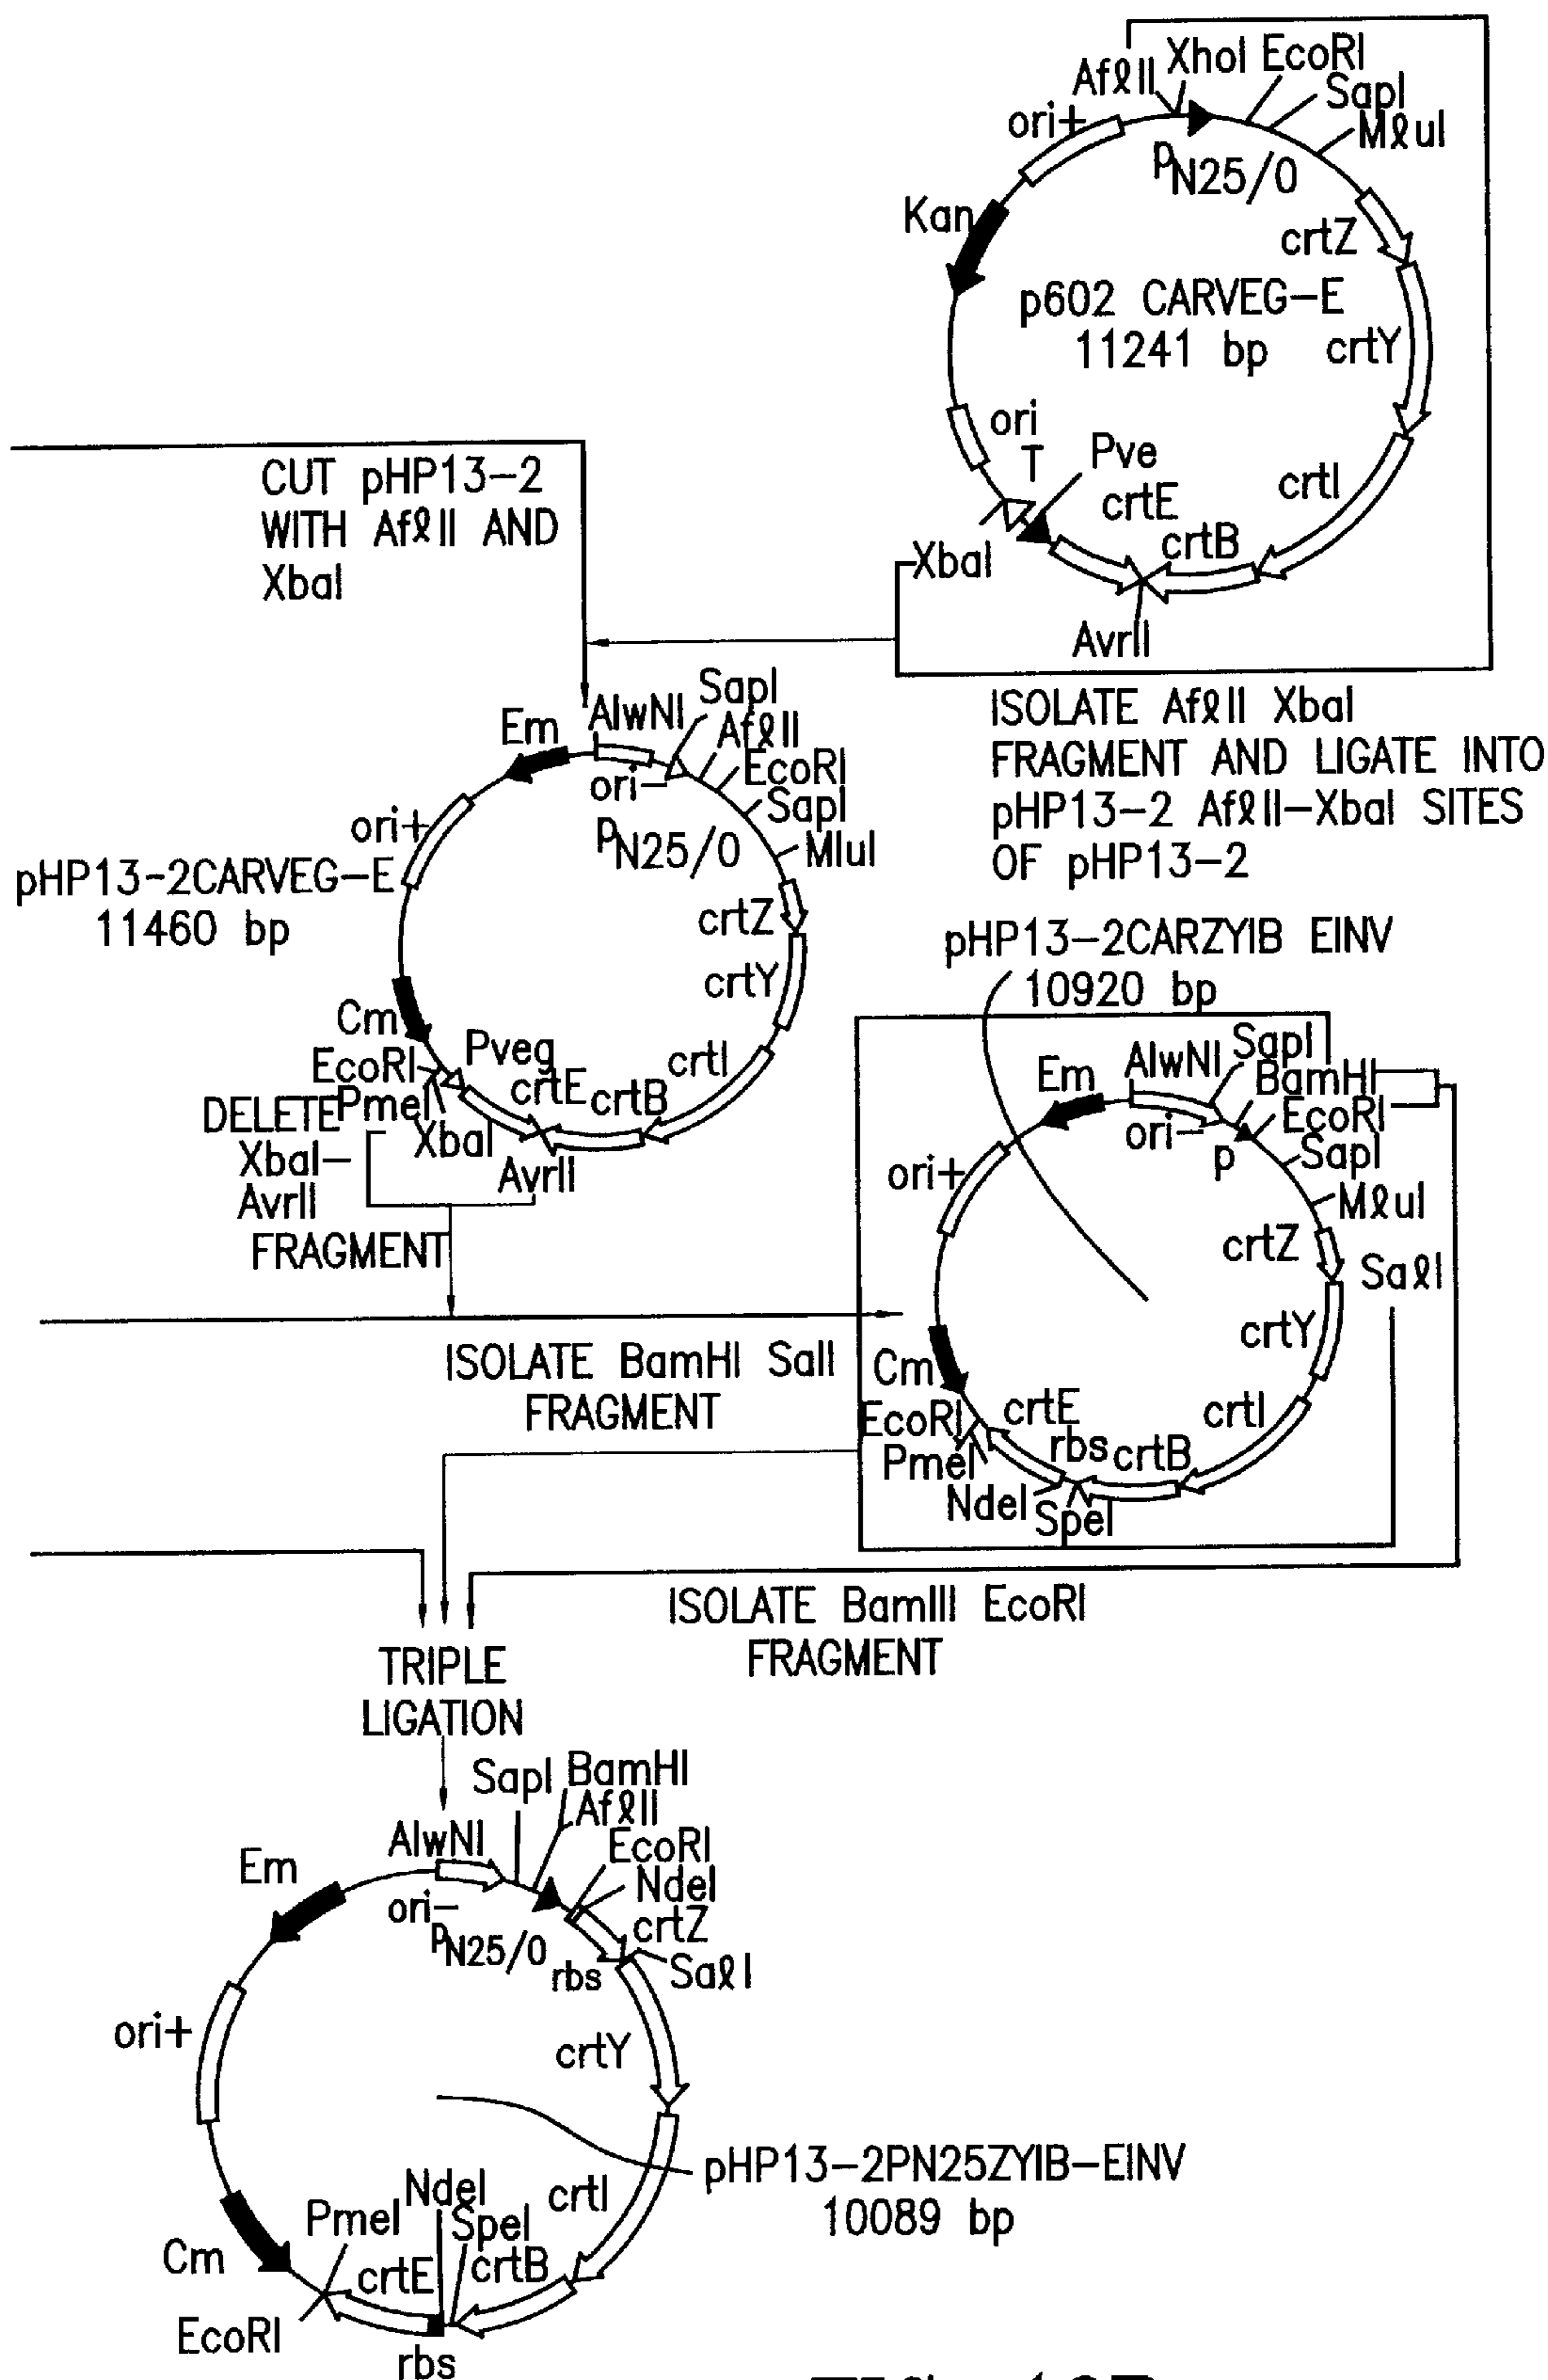 AfℓII XhoI EcoRI
SapI
MℓuI
ori+
PN25/0
Kan
crtZ
p602 CARVEG-E
11241 bp
crtY
ori
T
Pve
crtE
crtI
crtB
XbaI
AvrII
CUT pHP13-2
WITH AfℓII AND
XbaI
ISOLATE AfℓII XbaI
FRAGMENT AND LIGATE INTO
pHP13-2 AfℓII-XbaI SITES
OF pHP13-2
Em
AlwNI
SapI
AfℓII
EcoRI
SapI
ori-
ori+
PN25/0
MluI
pHP13-2CARVEG-E
11460 bp
crtZ
crtY
Cm
EcoRI
Pveg
crtI
crtE
crtB
DELETE PmeI
XbaI
XbaI-
AvrII
AvrII
FRAGMENT
pHP13-2CARZYIB EINV
10920 bp
Em
AlwNI
SapI
BamHI
EcoRI
ori-
p
SapI
ori+
MℓuI
crtZ
SaℓI
crtY
Cm
EcoRI
crtE
crtI
PmeI
rbs
crtB
NdeI
SpeI
ISOLATE BamHI SalI
FRAGMENT
ISOLATE BamIII EcoRI
FRAGMENT
TRIPLE
LIGATION
SapI
BamHI
AfℓII
AlwNI
EcoRI
Em
NdeI
ori-
crtZ
PN25/0
rbs
SaℓI
ori+
crtY
pHP13-2PN25ZYIB-EINV
10089 bp
NdeI
crtI
PmeI
SpeI
Cm
crtE
crtB
EcoRI
rbs